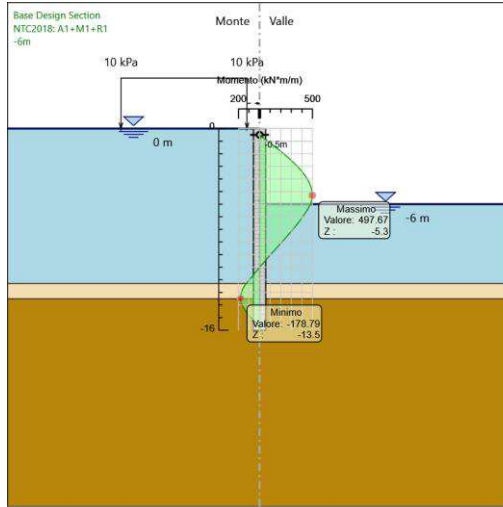 Base Design Section
NTC2018: A1+M1+R1
-6m
Monte
Valle
10 kPa
10 kPa
Momento (kN*m/m)
200
500
0
0 m
-0.5m
-6 m
Massimo
Valore: 497.67
Z : -5.3
Minimo
Valore: -178.79
Z : -13.5
-16